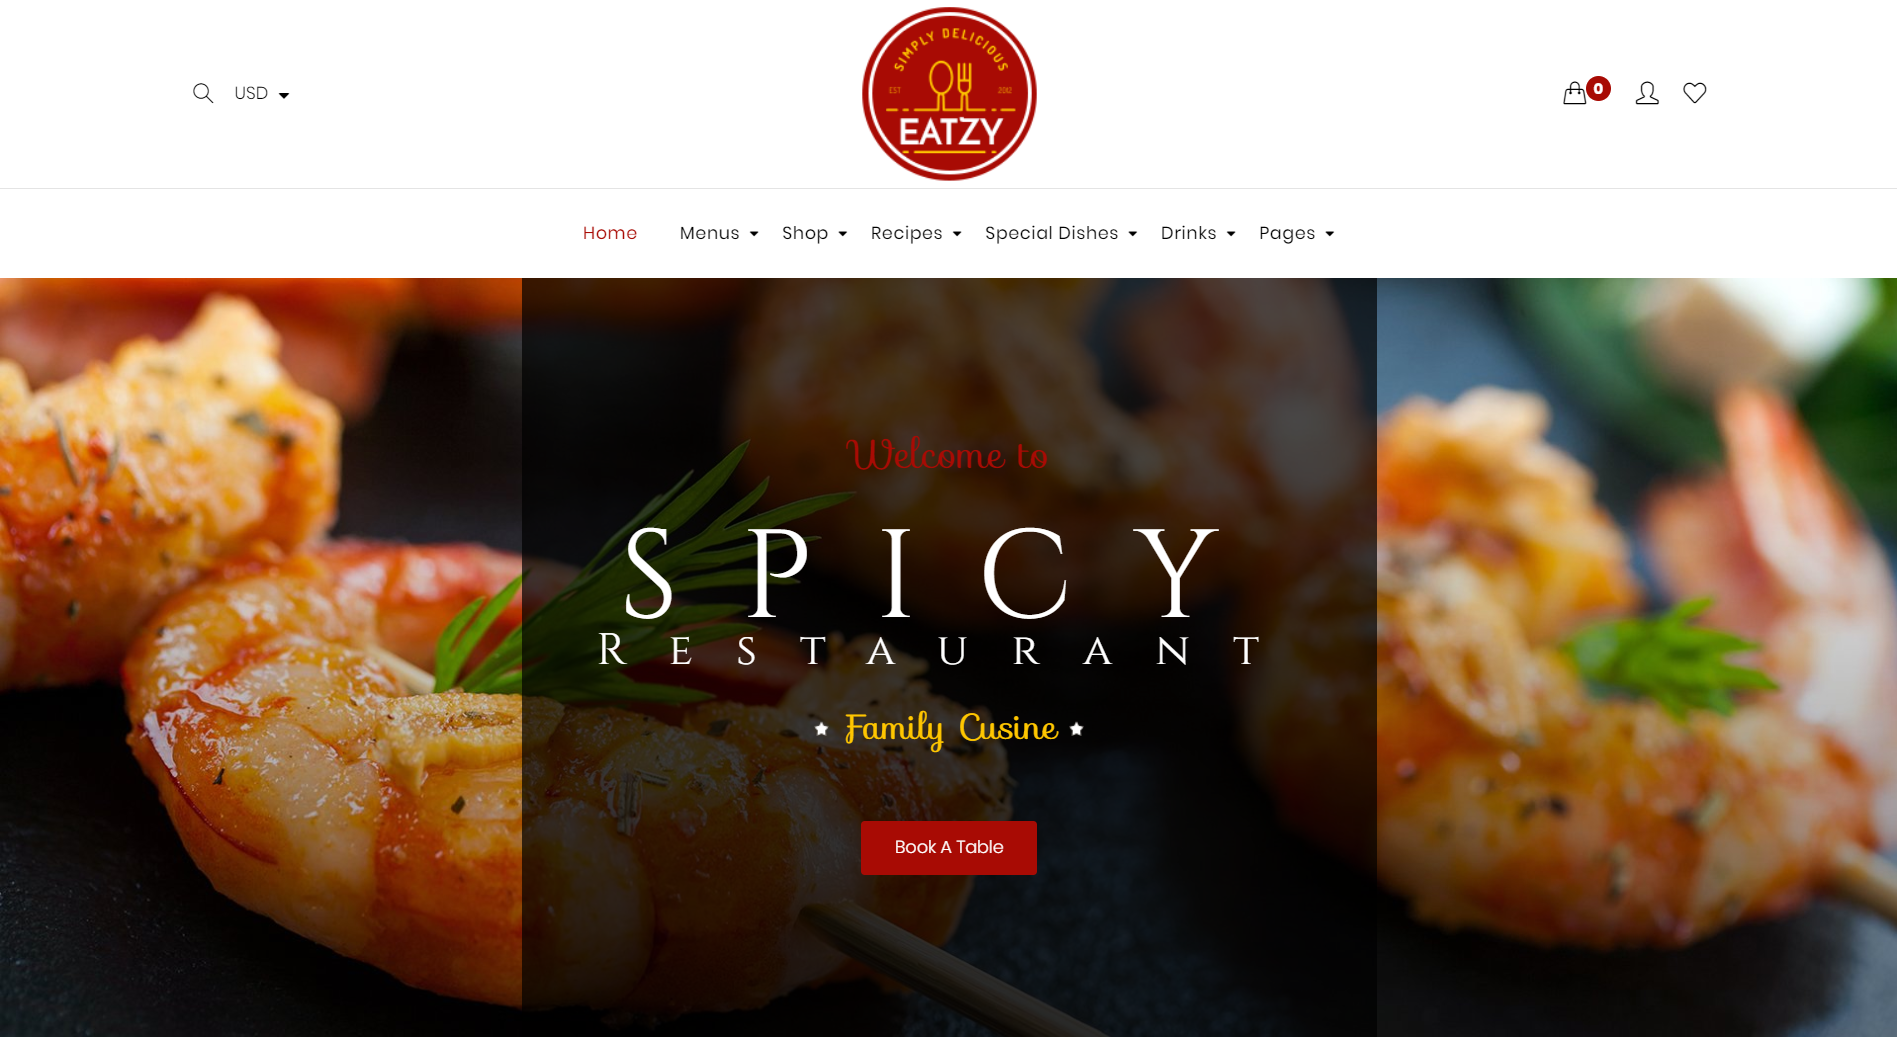 SIMPLY DELICIOUS
EST 2012
EATZY
USD
0
Home Menus Shop Recipes Special Dishes Drinks Pages
Welcome to
SPICY
RESTAURANT
Family Cusine
Book A Table